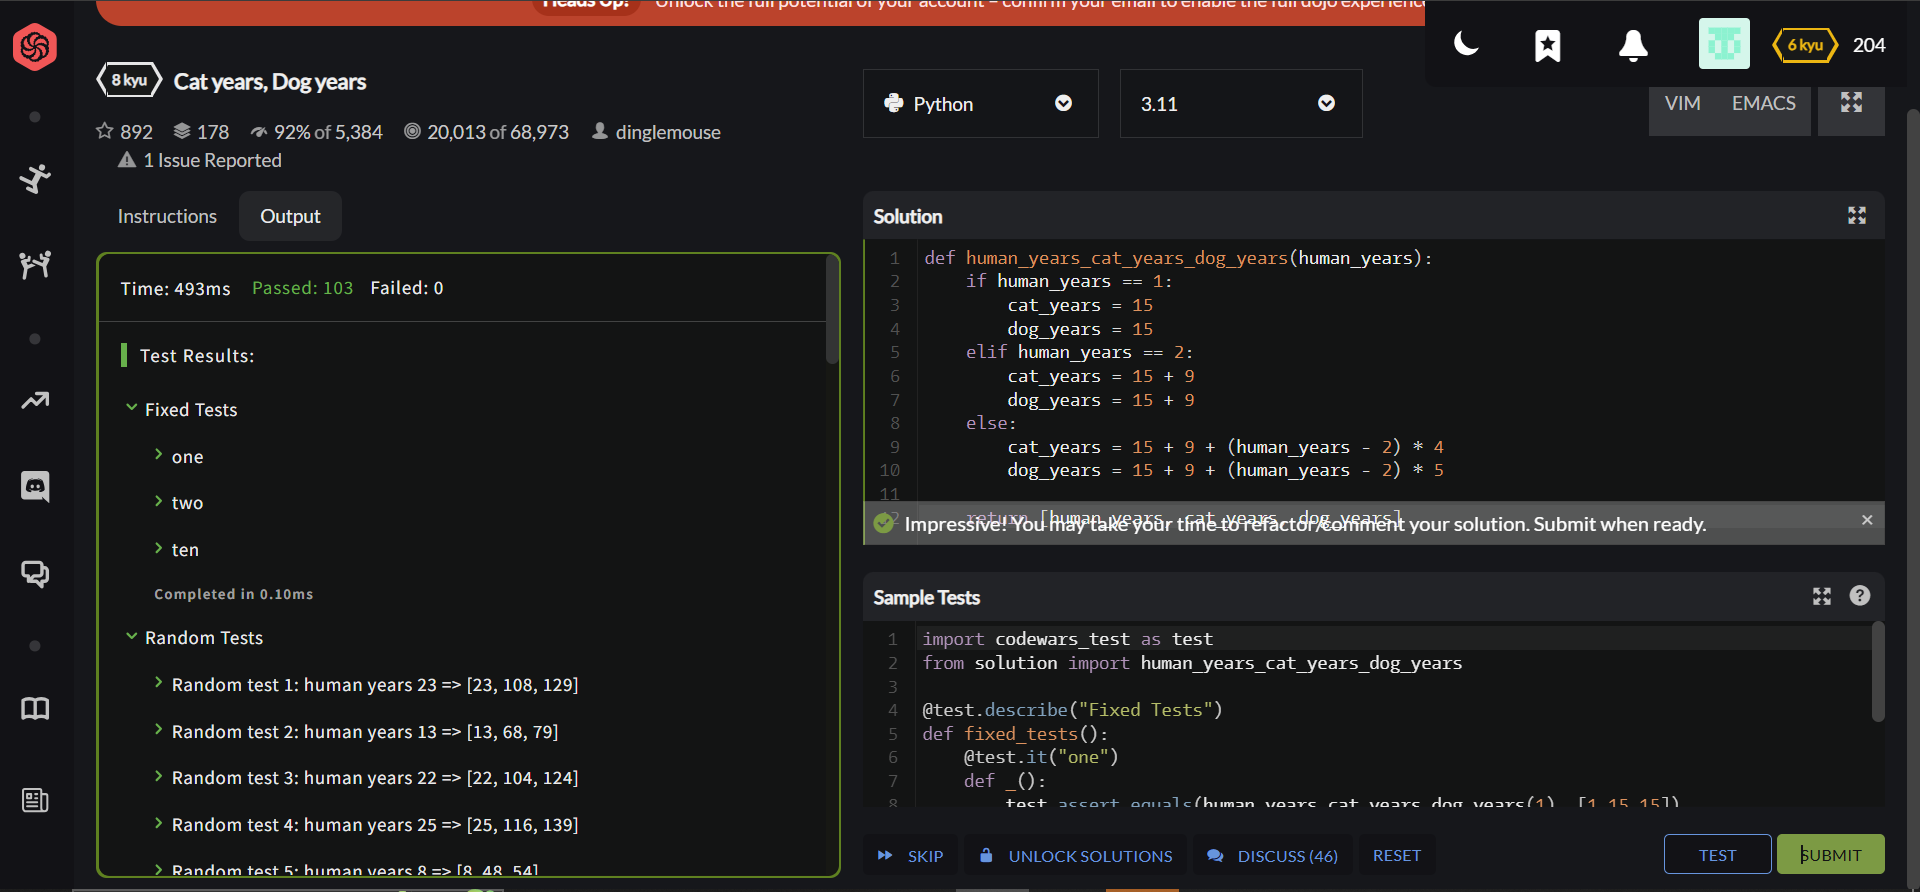 Heads Up! Unlock the full potential of your account – confirm your email to enable the full dojo experience
6 kyu 204
8 kyu Cat years, Dog years
892 178 92% of 5,384 20,013 of 68,973 dinglemouse
1 Issue Reported
Python 3.11 VIM EMACS
Instructions Output
Time: 493ms Passed: 103 Failed: 0
Test Results:
Fixed Tests
one
two
ten
Completed in 0.10ms
Random Tests
Random test 1: human years 23 => [23, 108, 129]
Random test 2: human years 13 => [13, 68, 79]
Random test 3: human years 22 => [22, 104, 124]
Random test 4: human years 25 => [25, 116, 139]
Random test 5: human years 8 => [8, 48, 54]
Solution
1 def human_years_cat_years_dog_years(human_years):
2 if human_years == 1:
3 cat_years = 15
4 dog_years = 15
5 elif human_years == 2:
6 cat_years = 15 + 9
7 dog_years = 15 + 9
8 else:
9 cat_years = 15 + 9 + (human_years - 2) * 4
10 dog_years = 15 + 9 + (human_years - 2) * 5
11
12 return [human_years, cat_years, dog_years]
Impressive! You may take your time to refactor/comment your solution. Submit when ready.
Sample Tests
1 import codewars_test as test
2 from solution import human_years_cat_years_dog_years
3
4 @test.describe("Fixed Tests")
5 def fixed_tests():
6 @test.it("one")
7 def _():
8 test.assert_equals(human_years_cat_years_dog_years(1), [1,15,15])
SKIP UNLOCK SOLUTIONS DISCUSS (46) RESET TEST SUBMIT